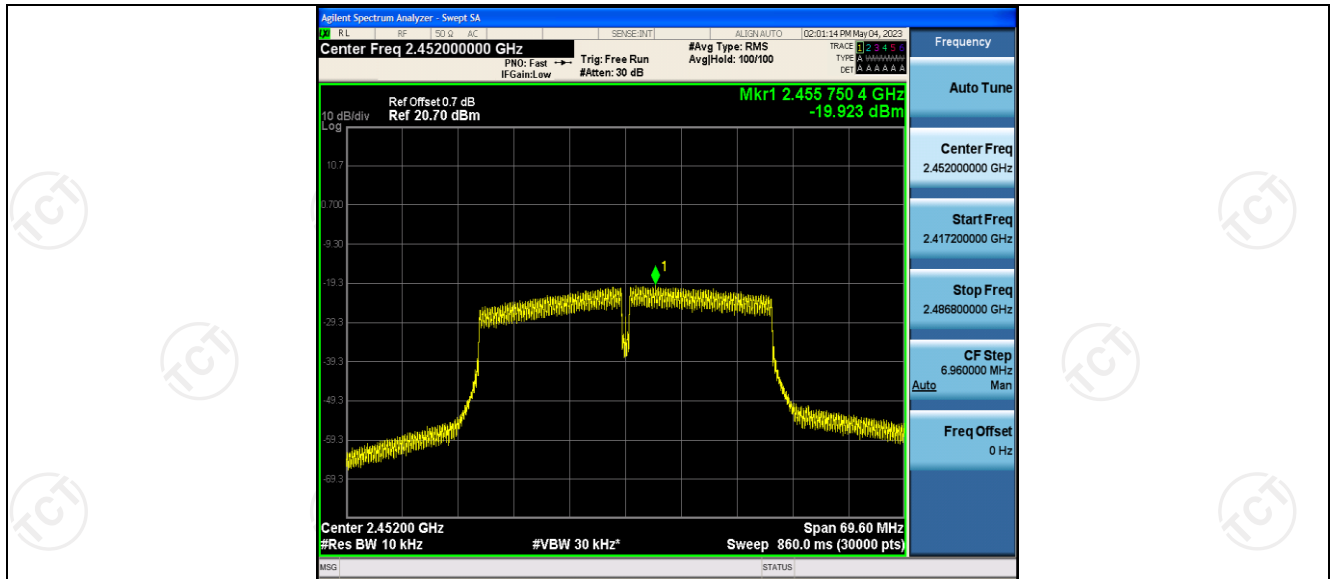 Agilent Spectrum Analyzer - Swept SA
RL RF 50 Ω AC SENSE:INT ALIGN AUTO 02:01:14 PM May 04, 2023
Center Freq 2.452000000 GHz
PNO: Fast
IFGain:Low
Trig: Free Run
#Atten: 30 dB
#Avg Type: RMS
Avg|Hold: 100/100
TRACE 1 2 3 4 5 6
TYPE A WWWWW
DET A A A A A A
Ref Offset 0.7 dB
Ref 20.70 dBm
10 dB/div
Log
Mkr1 2.455 750 4 GHz
-19.923 dBm
10.7
0.700
-9.30
-19.3
-29.3
-39.3
-49.3
-59.3
-69.3
1
Center 2.45200 GHz
Span 69.60 MHz
#Res BW 10 kHz
#VBW 30 kHz*
Sweep 860.0 ms (30000 pts)
MSG
STATUS
Frequency
Auto Tune
Center Freq
2.452000000 GHz
Start Freq
2.417200000 GHz
Stop Freq
2.486800000 GHz
CF Step
6.960000 MHz
Auto Man
Freq Offset
0 Hz
TCT
TCT
TCT
TCT
TCT
TCT